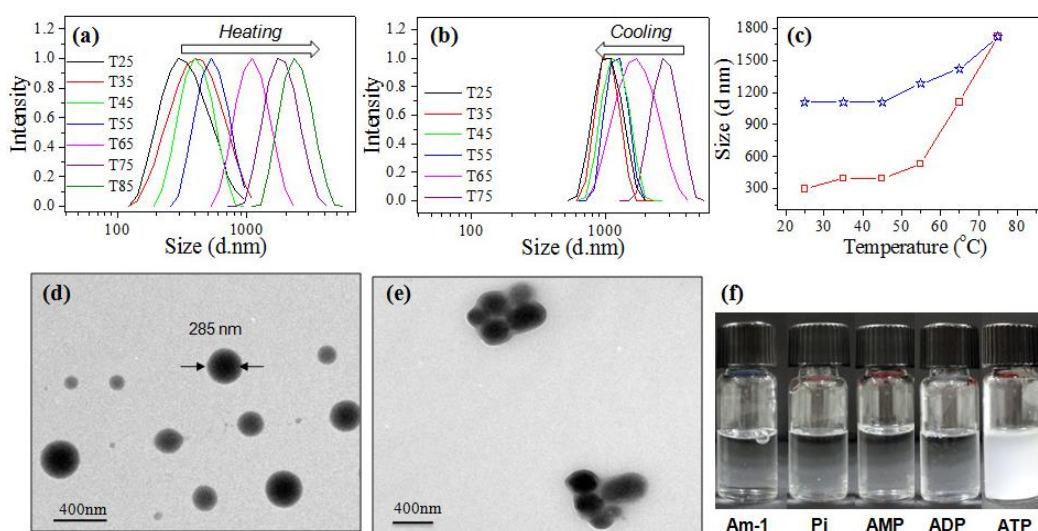 (a)
Heating
T25
T35
T45
T55
T65
T75
T85
Intensity
1.2
1.0
0.8
0.6
0.4
0.2
0.0
100
1000
Size (d.nm)
(b)
Cooling
T25
T35
T45
T55
T65
T75
Intensity
1.2
1.0
0.8
0.6
0.4
0.2
0.0
100
1000
Size (d.nm)
(c)
Size (d nm)
1800
1500
1200
900
600
300
20 30 40 50 60 70 80
Temperature (°C)
(d)
285 nm
400nm
(e)
400nm
(f)
Am-1 Pi AMP ADP ATP